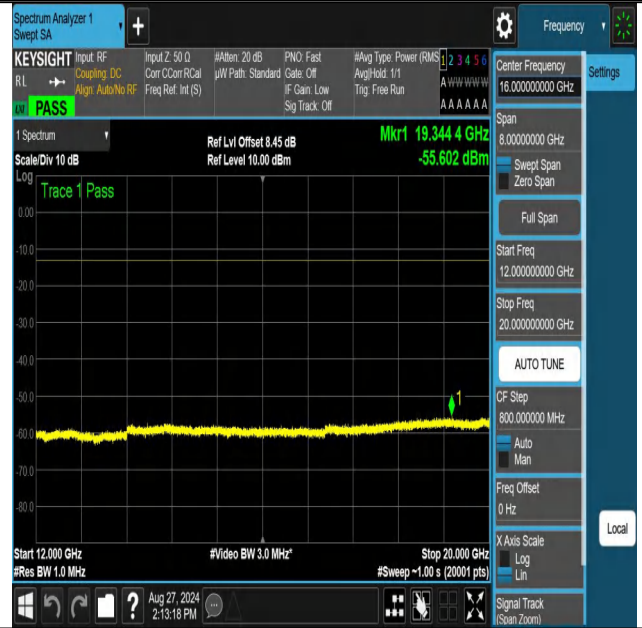 Spectrum Analyzer 1
Swept SA
Frequency
KEYSIGHT
RL
LXI PASS
Input: RF
Coupling: DC
Align: Auto/No RF
Input Z: 50 Ω
Corr CCorr RCal
Freq Ref: Int (S)
#Atten: 20 dB
µW Path: Standard
PNO: Fast
Gate: Off
IF Gain: Low
Sig Track: Off
#Avg Type: Power (RMS
Avg|Hold: 1/1
Trig: Free Run
1 2 3 4 5 6
A W W W W W
A A A A A A
1 Spectrum
Scale/Div 10 dB
Ref Lvl Offset 8.45 dB
Ref Level 10.00 dBm
Mkr1 19.344 4 GHz
-55.602 dBm
Log
Trace 1 Pass
0.00
-10.0
-20.0
-30.0
-40.0
-50.0
-60.0
-70.0
-80.0
1
Start 12.000 GHz
#Res BW 1.0 MHz
#Video BW 3.0 MHz*
Stop 20.000 GHz
#Sweep ~1.00 s (20001 pts)
Aug 27, 2024
2:13:18 PM
Center Frequency
16.000000000 GHz
Settings
Span
8.00000000 GHz
Swept Span
Zero Span
Full Span
Start Freq
12.000000000 GHz
Stop Freq
20.000000000 GHz
AUTO TUNE
CF Step
800.000000 MHz
Auto
Man
Freq Offset
0 Hz
X Axis Scale
Log
Lin
Local
Signal Track
(Span Zoom)